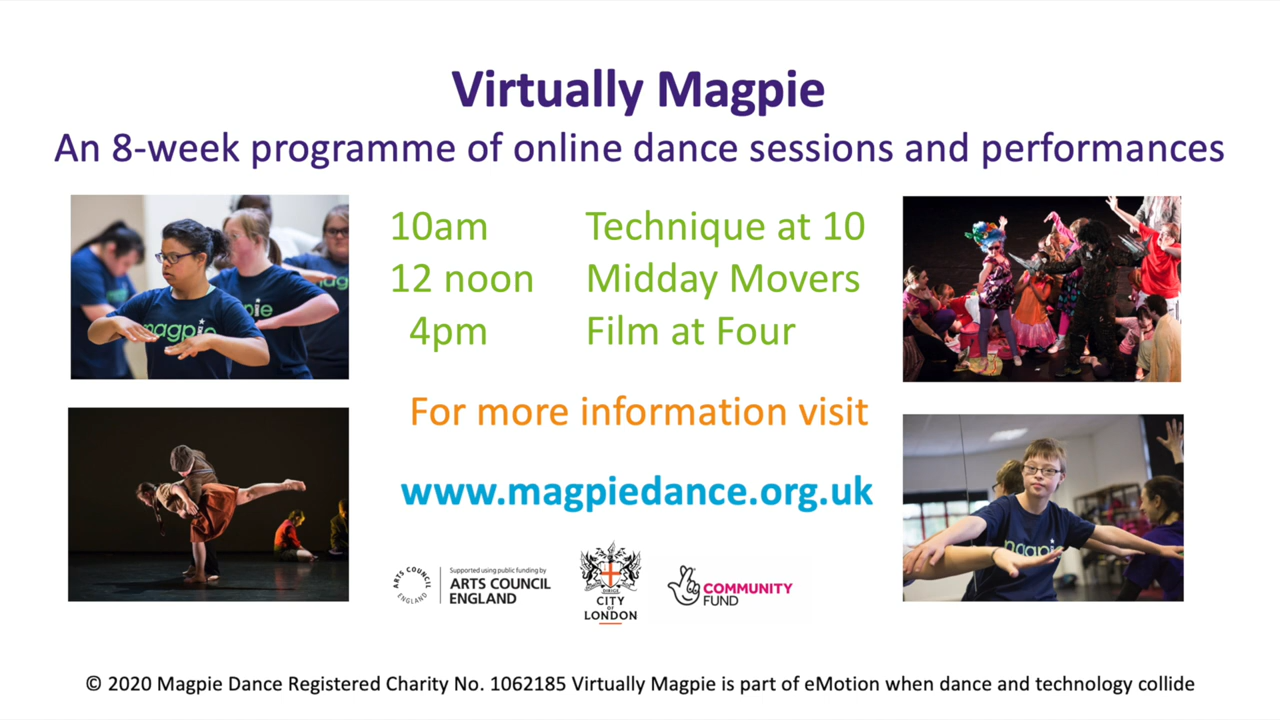 Virtually Magpie
An 8-week programme of online dance sessions and performances
10am Technique at 10
12 noon Midday Movers
4pm Film at Four
For more information visit
www.magpiedance.org.uk
magpie
magpie
ARTS COUNCIL
ENGLAND
Supported using public funding by
ARTS COUNCIL
ENGLAND
DIRIGE
CITY
OF
LONDON
COMMUNITY
FUND
© 2020 Magpie Dance Registered Charity No. 1062185 Virtually Magpie is part of eMotion when dance and technology collide